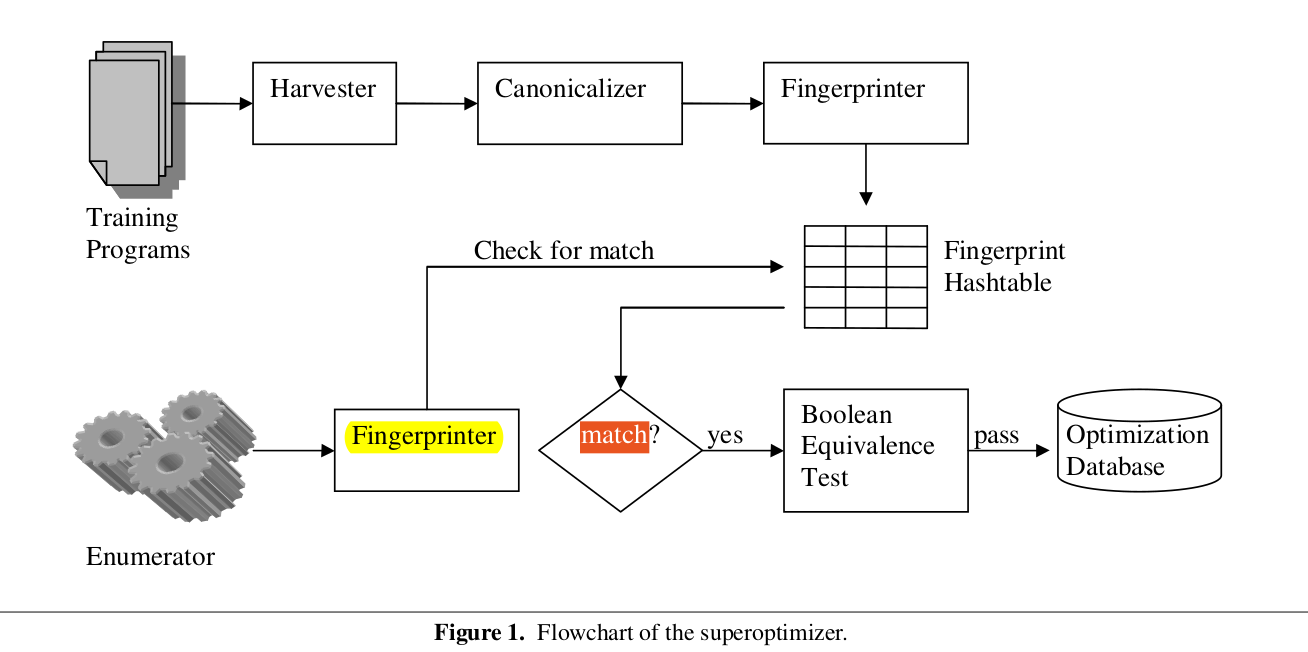 Harvester
Canonicalizer
Fingerprinter
Training
Programs
Check for match
Fingerprint
Hashtable
Fingerprinter
match?
yes
Boolean
Equivalence
Test
pass
Optimization
Database
Enumerator
Figure 1. Flowchart of the superoptimizer.